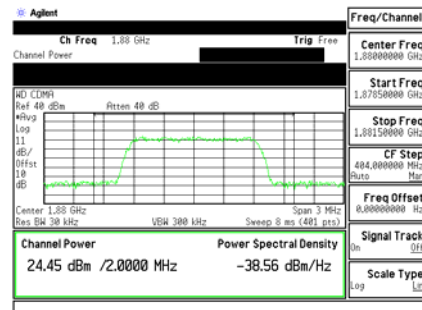 Agilent
Freq/Channel
Ch Freq 1.88 GHz Trig Free
Channel Power
Center Freq
1.88000000 GHz
Start Freq
1.87850000 GHz
Stop Freq
1.88150000 GHz
CF Step
404.000000 MHz
Auto Man
Freq Offset
0.00000000 Hz
Signal Track
On Off
Scale Type
Log Lin
WD CDMA
Ref 40 dBm Atten 40 dB
#Avg
Log
11
dB/
Offst
10
dB
Center 1.88 GHz Span 3 MHz
Res BW 30 kHz VBW 300 kHz Sweep 8 ms (401 pts)
Channel Power Power Spectral Density
24.45 dBm /2.0000 MHz -38.56 dBm/Hz